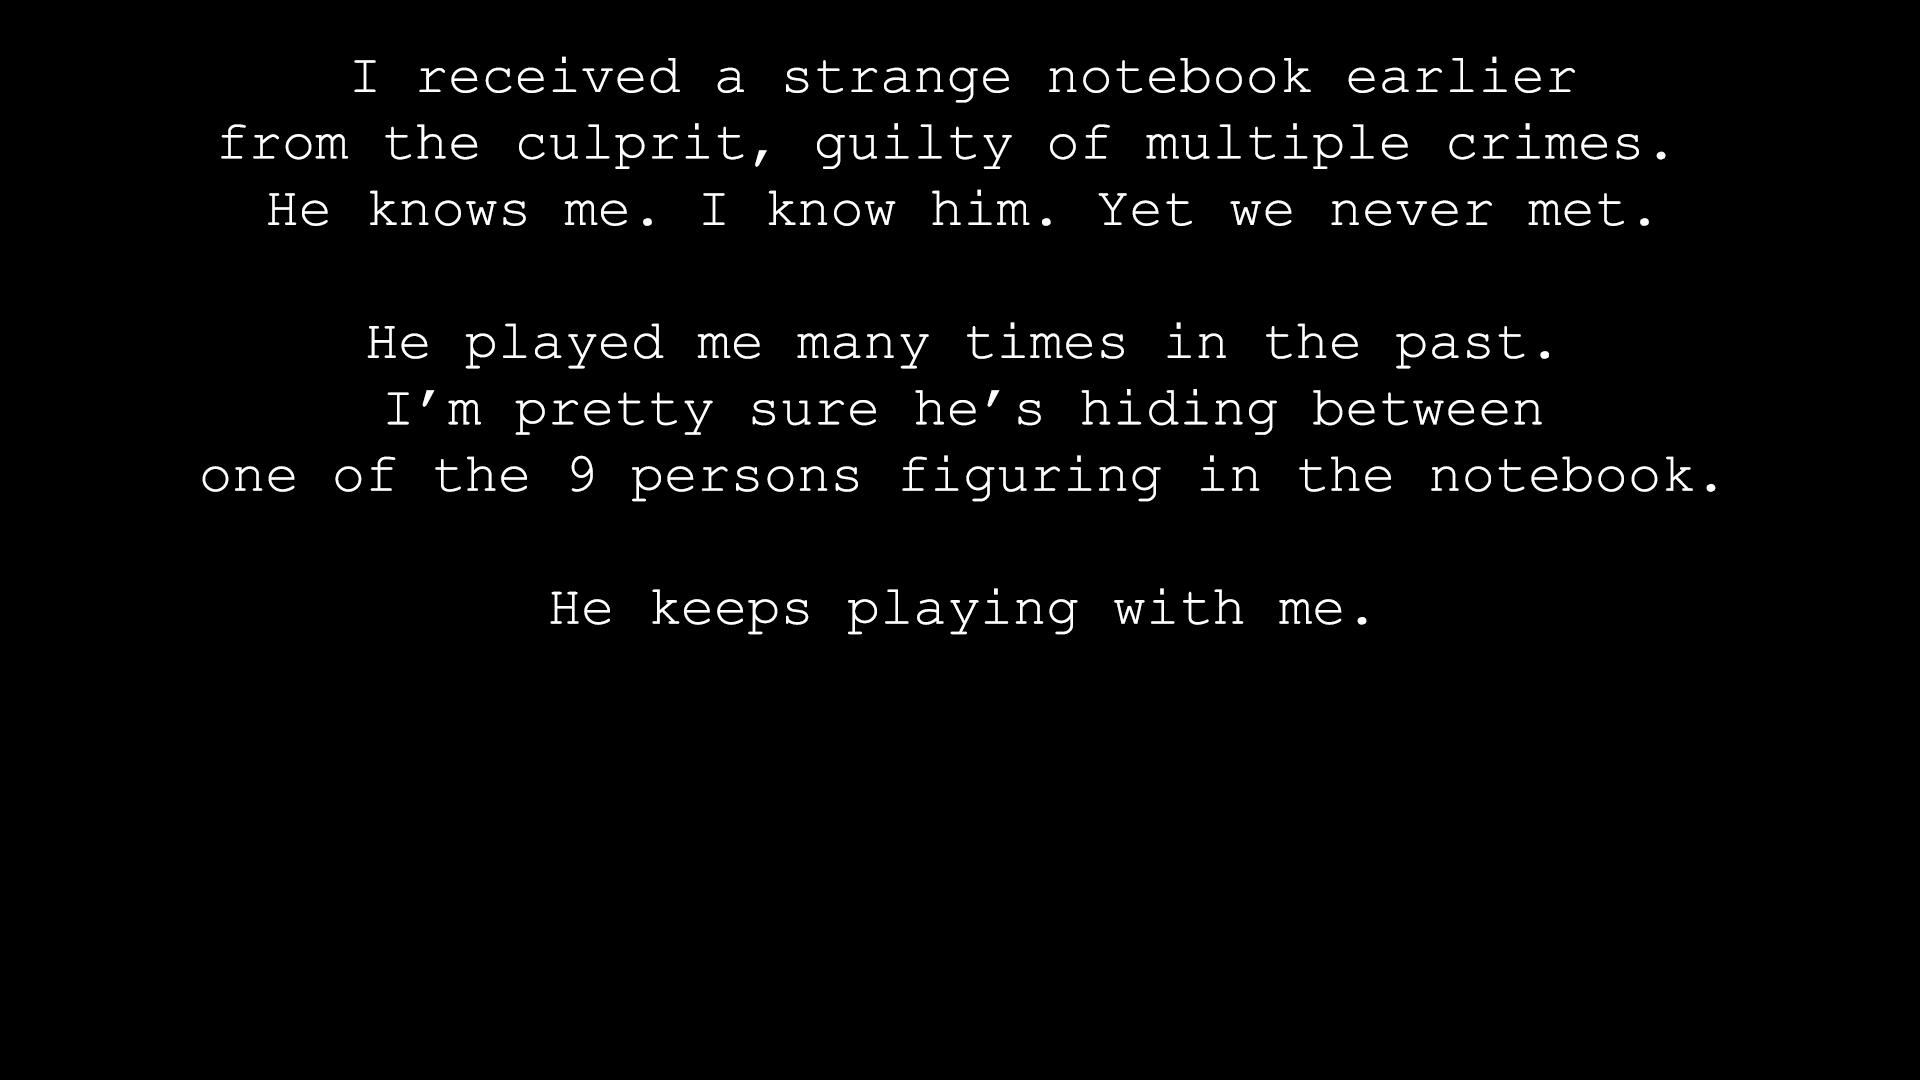 I received a strange notebook earlier
from the culprit, guilty of multiple crimes.
He knows me. I know him. Yet we never met.
He played me many times in the past.
I’m pretty sure he’s hiding between
one of the 9 persons figuring in the notebook.
He keeps playing with me.